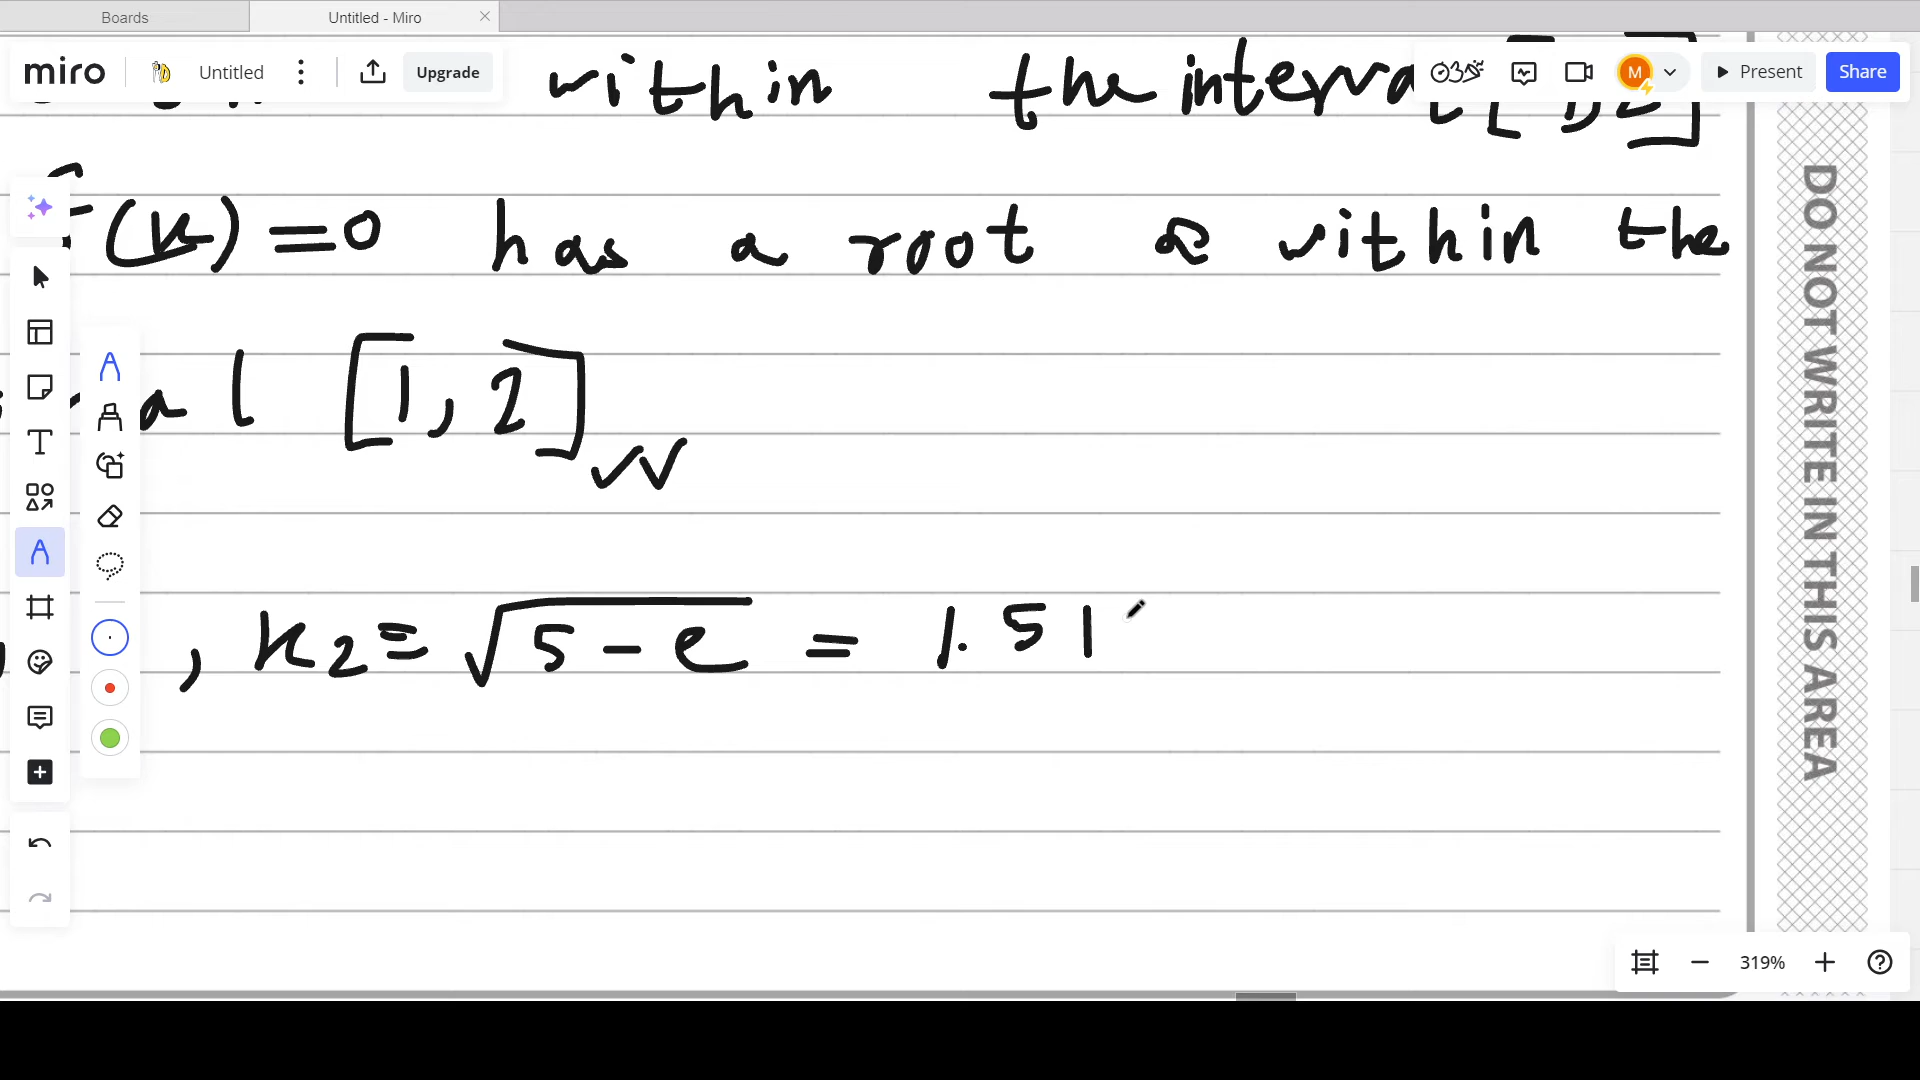 Boards
Untitled - Miro
miro
Untitled
Upgrade
M
Present
Share
within the interval [1,2]
f(x)=0 has a root α within the
al [1,2]
, x2= √5-e = 1.51
DO NOT WRITE IN THIS AREA
319%